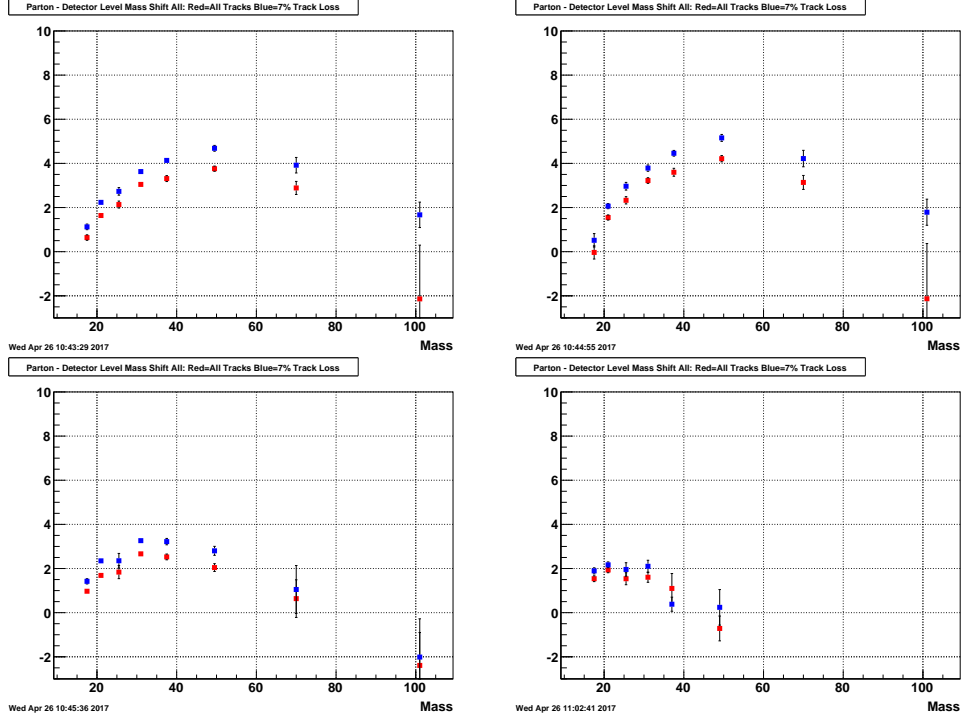 Parton - Detector Level Mass Shift All: Red=All Tracks Blue=7% Track Loss
10
8
6
4
2
0
-2
20 40 60 80 100
Mass
Wed Apr 26 10:43:29 2017
Parton - Detector Level Mass Shift All: Red=All Tracks Blue=7% Track Loss
10
8
6
4
2
0
-2
20 40 60 80 100
Mass
Wed Apr 26 10:44:55 2017
Parton - Detector Level Mass Shift All: Red=All Tracks Blue=7% Track Loss
10
8
6
4
2
0
-2
20 40 60 80 100
Mass
Wed Apr 26 10:45:36 2017
Parton - Detector Level Mass Shift All: Red=All Tracks Blue=7% Track Loss
10
8
6
4
2
0
-2
20 40 60 80 100
Mass
Wed Apr 26 11:02:41 2017